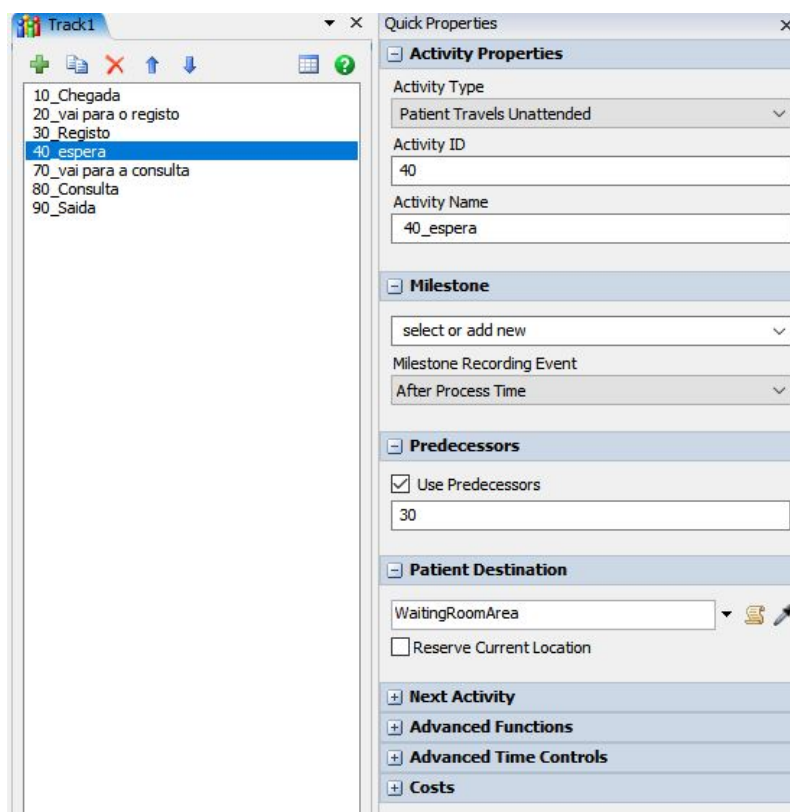 Track1
10_Chegada
20_vai para o registo
30_Registo
40_espera
70_vai para a consulta
80_Consulta
90_Saida
Quick Properties
Activity Properties
Activity Type
Patient Travels Unattended
Activity ID
40
Activity Name
40_espera
Milestone
select or add new
Milestone Recording Event
After Process Time
Predecessors
Use Predecessors
30
Patient Destination
WaitingRoomArea
Reserve Current Location
Next Activity
Advanced Functions
Advanced Time Controls
Costs